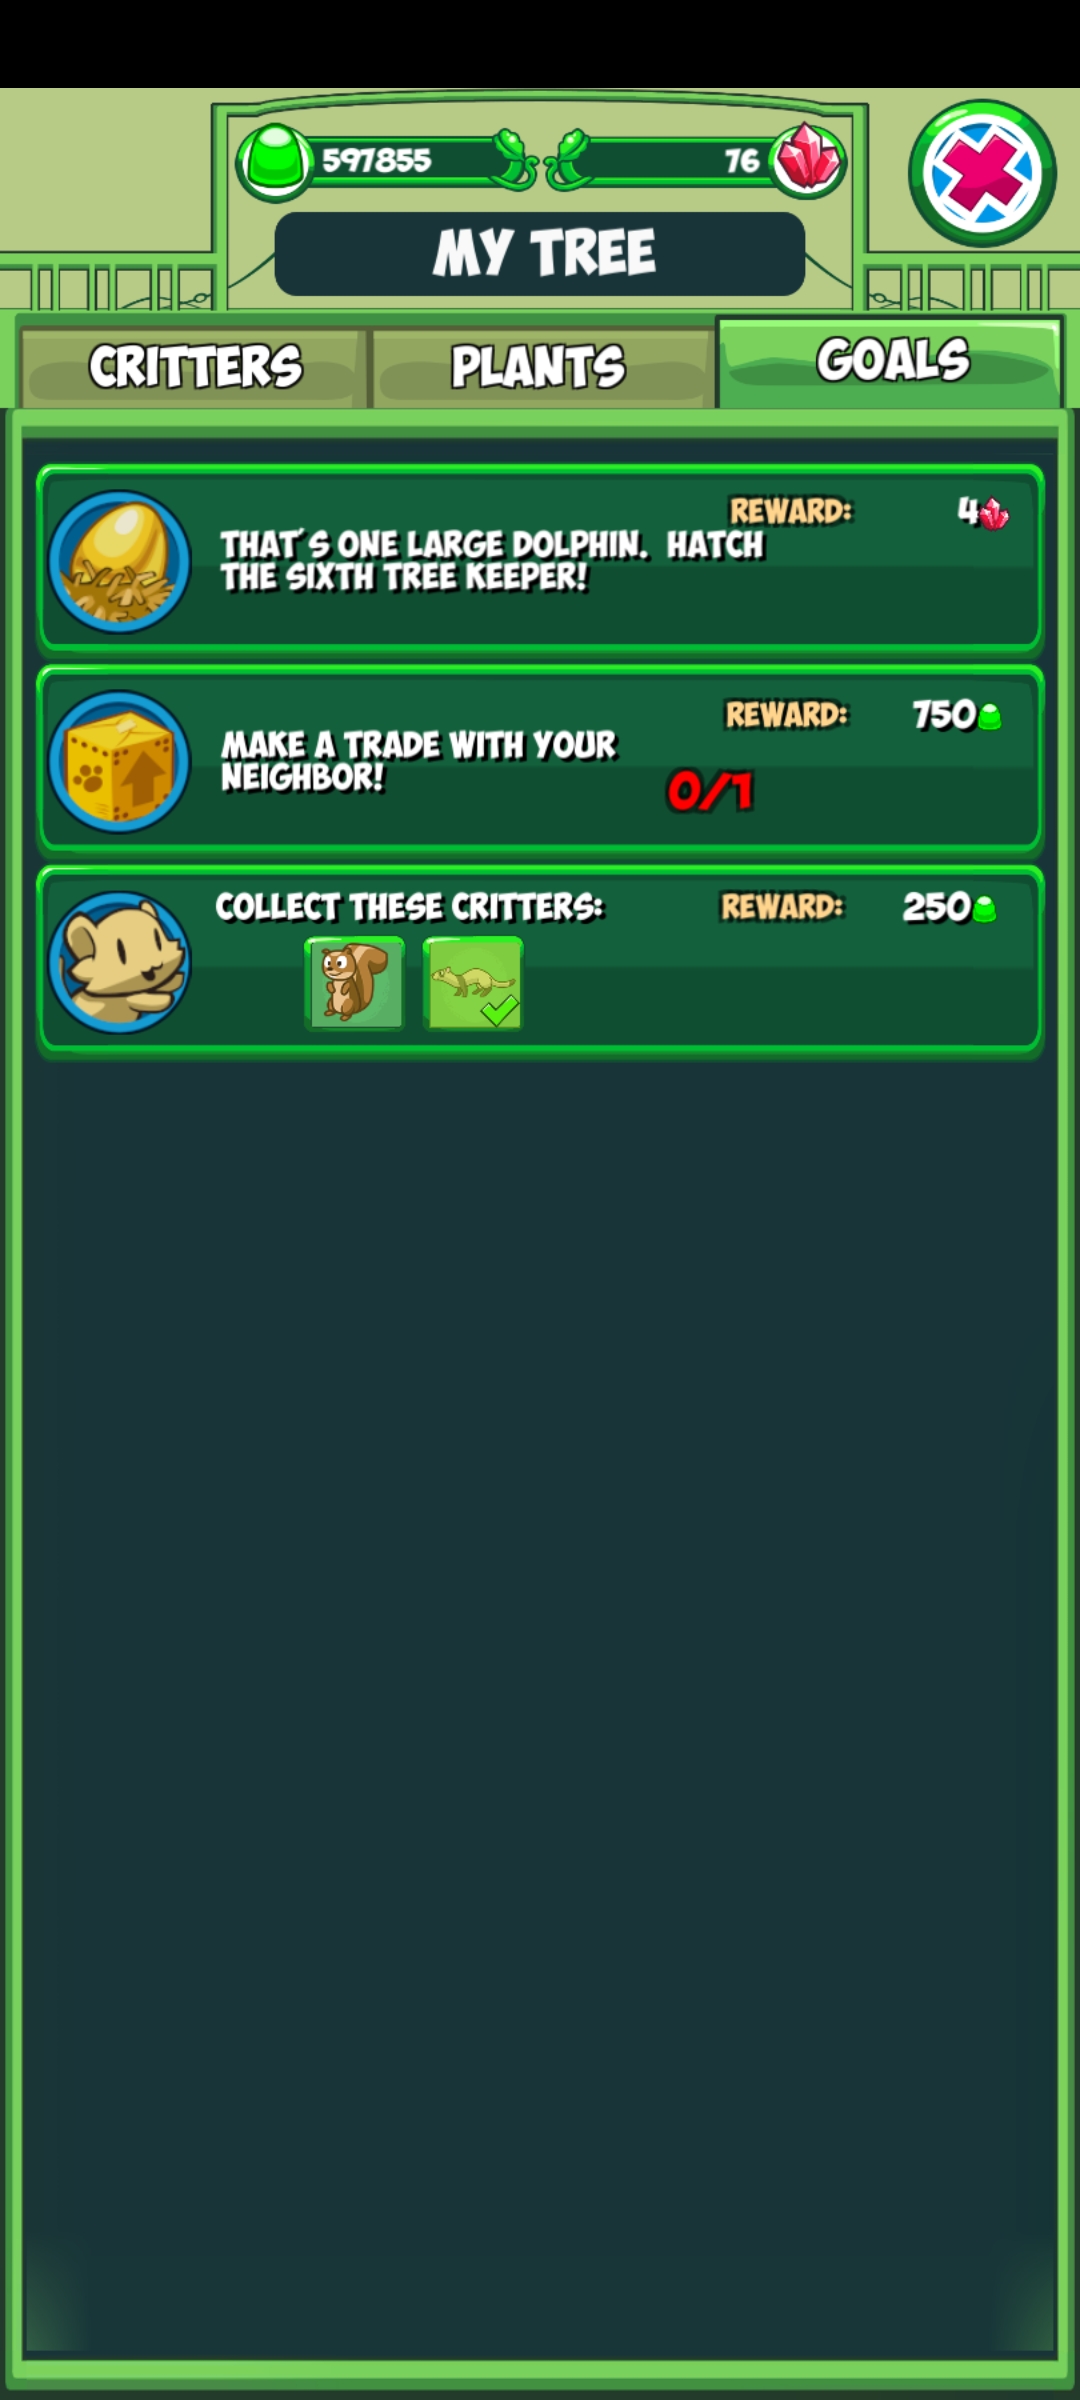 597855
76
MY TREE
CRITTERS
PLANTS
GOALS
REWARD: 4
THAT'S ONE LARGE DOLPHIN. HATCH
THE SIXTH TREE KEEPER!
REWARD: 750
MAKE A TRADE WITH YOUR
NEIGHBOR!
0/1
COLLECT THESE CRITTERS:
REWARD: 250